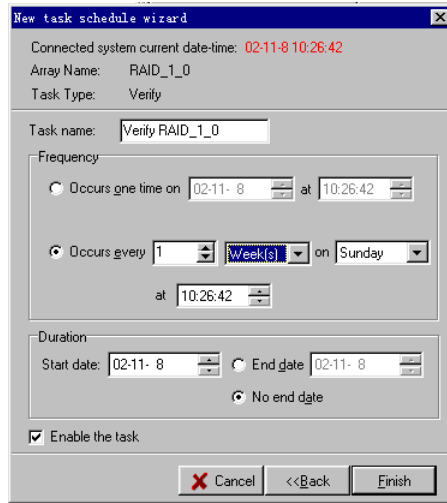 New task schedule wizard
Connected system current date-time: 02-11-8 10:26:42
Array Name: RAID_1_0
Task Type: Verify
Task name: Verify RAID_1_0
Frequency
Occurs one time on 02-11- 8 at 10:26:42
Occurs every 1 Week(s) on Sunday
at 10:26:42
Duration
Start date: 02-11- 8 End date 02-11- 8
No end date
Enable the task
Cancel <<Back Finish